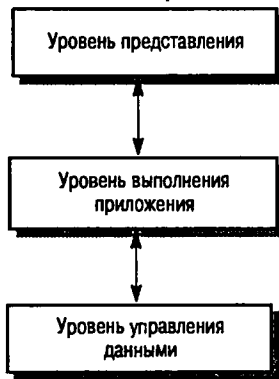 Уровень представления
Уровень выполнения
приложения
Уровень управления
данными